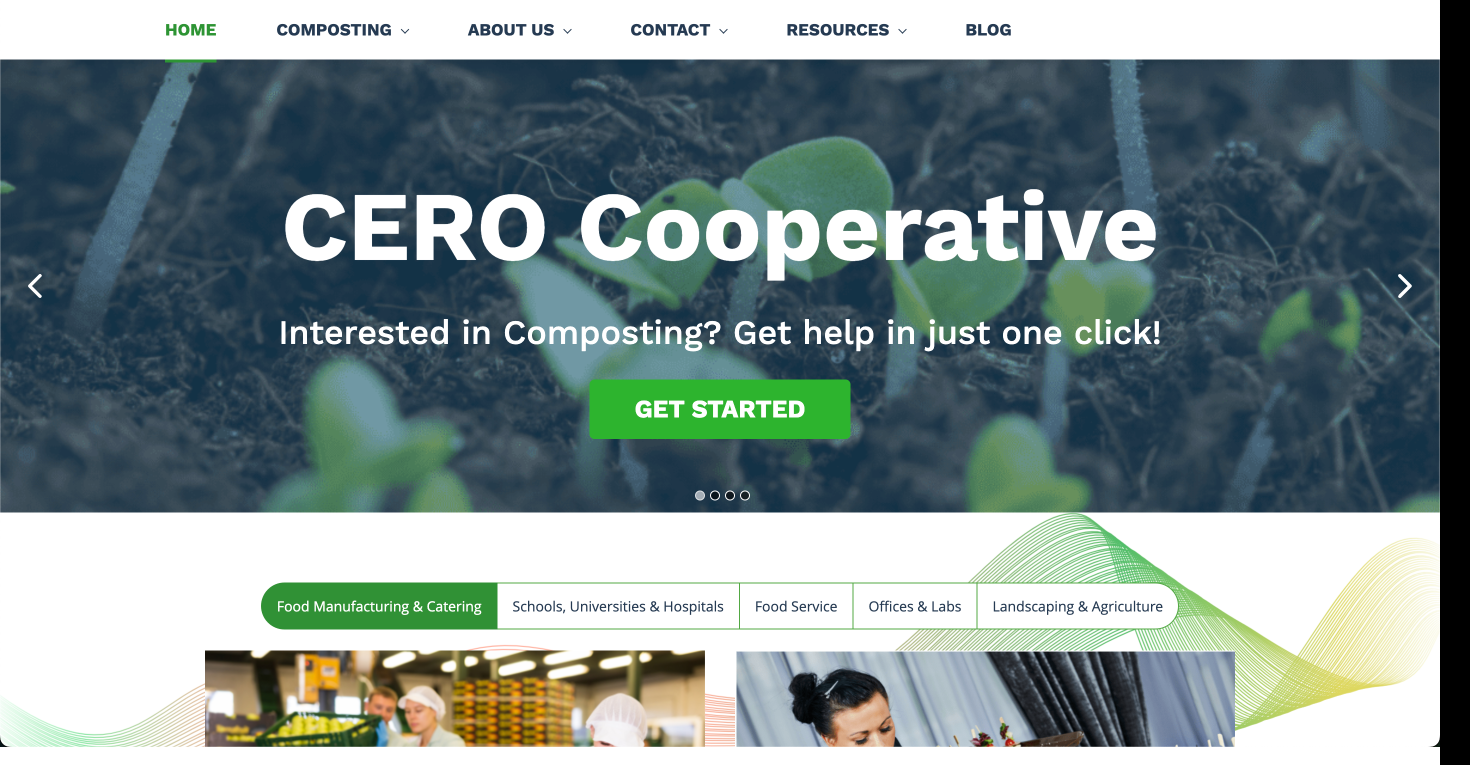 HOME COMPOSTING ABOUT US CONTACT RESOURCES BLOG
CERO Cooperative
Interested in Composting? Get help in just one click!
GET STARTED
Food Manufacturing & Catering Schools, Universities & Hospitals Food Service Offices & Labs Landscaping & Agriculture